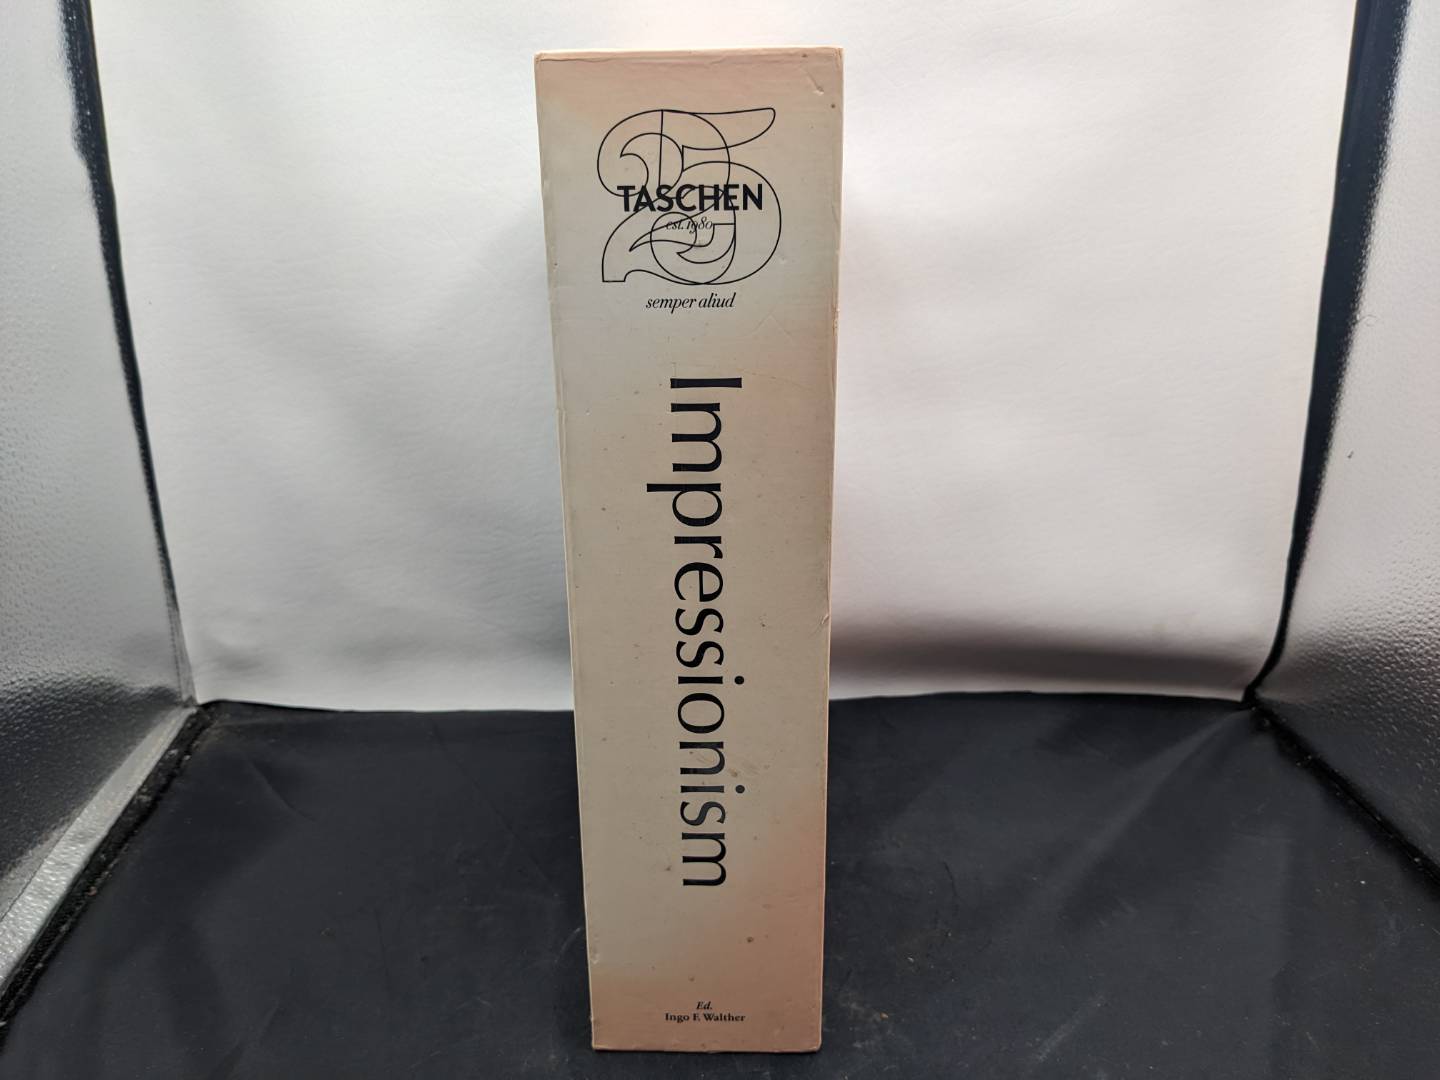 25
TASCHEN
est. 1980
semper aliud
Impressionism
Ed.
Ingo F. Walther